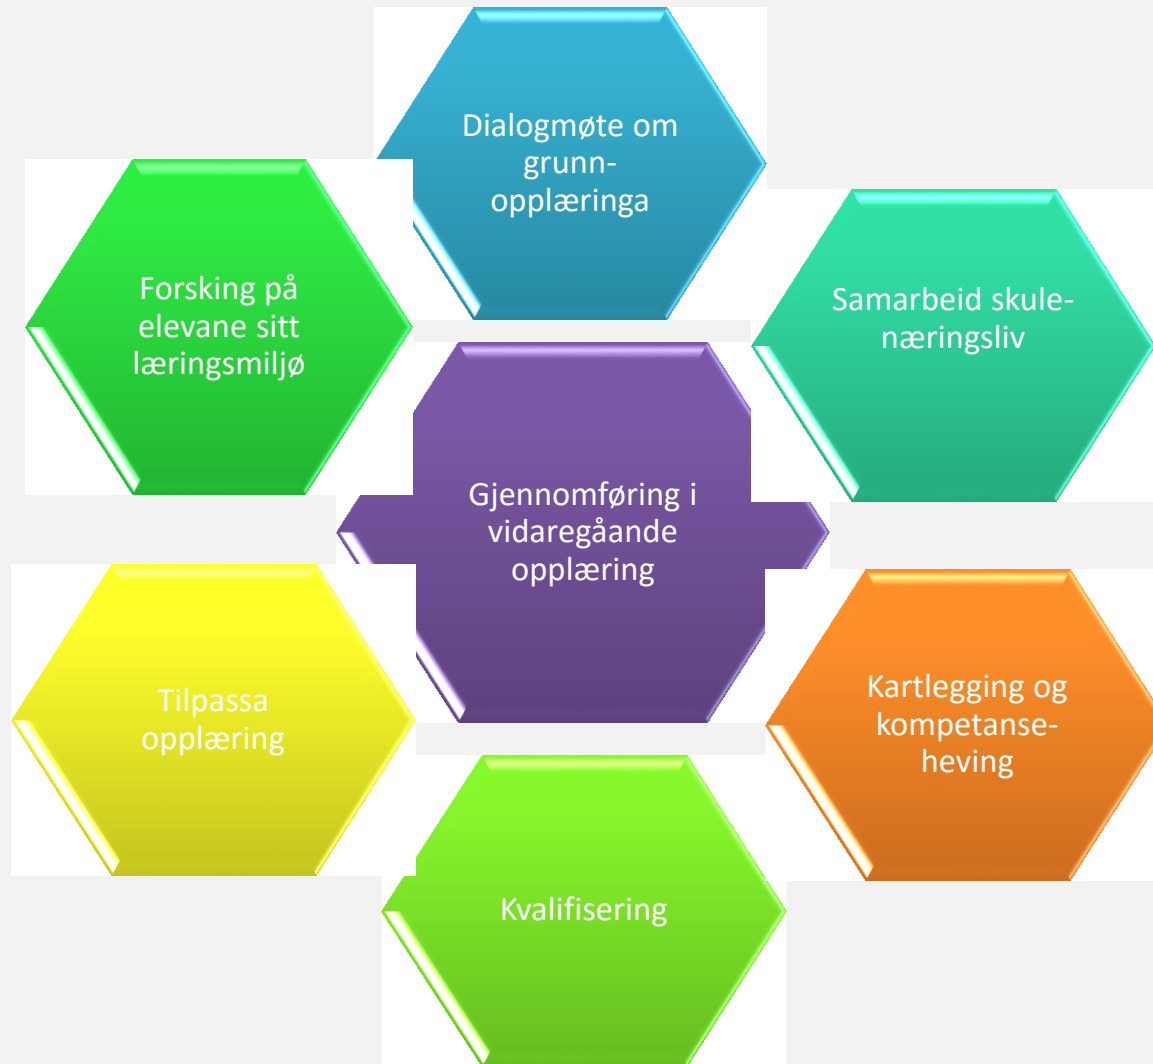 Dialogmøte om
grunn-
opplæringa
Forsking på
elevane sitt
læringsmiljø
Samarbeid skule-
næringsliv
Gjennomføring i
vidaregåande
opplæring
Tilpassa
opplæring
Kartlegging og
kompetanse-
heving
Kvalifisering